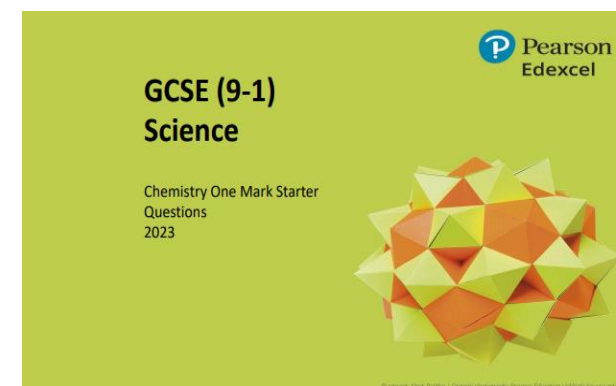 Pearson
Edexcel
GCSE (9-1)
Science
Chemistry One Mark Starter
Questions
2023